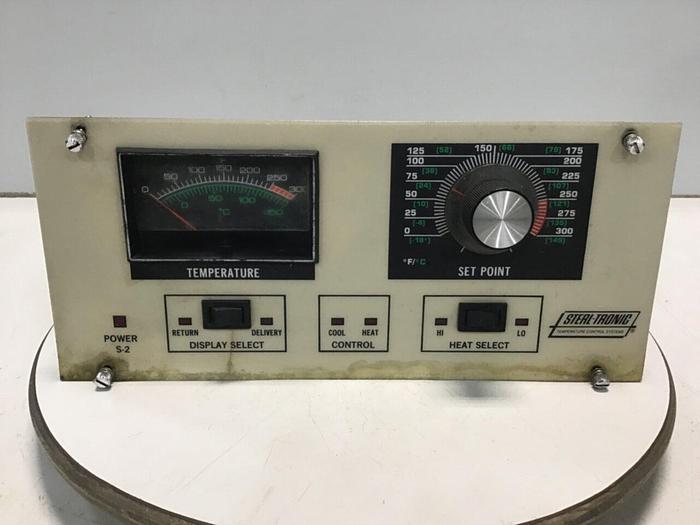 0 50 100 150 200 250 300
0 50 100 150
°F
°C
TEMPERATURE
125 [52] 150 [66] [79] 175
100 200
[38] [93]
75 225
[24] [107]
50 250
[10] [121]
25 275
[-4] [135]
0 300
[-18°] [149]
°F/°C
SET POINT
POWER
S-2
RETURN DELIVERY
DISPLAY SELECT
COOL HEAT
CONTROL
HI LO
HEAT SELECT
STERL-TRONIC
TEMPERATURE CONTROL SYSTEMS ®